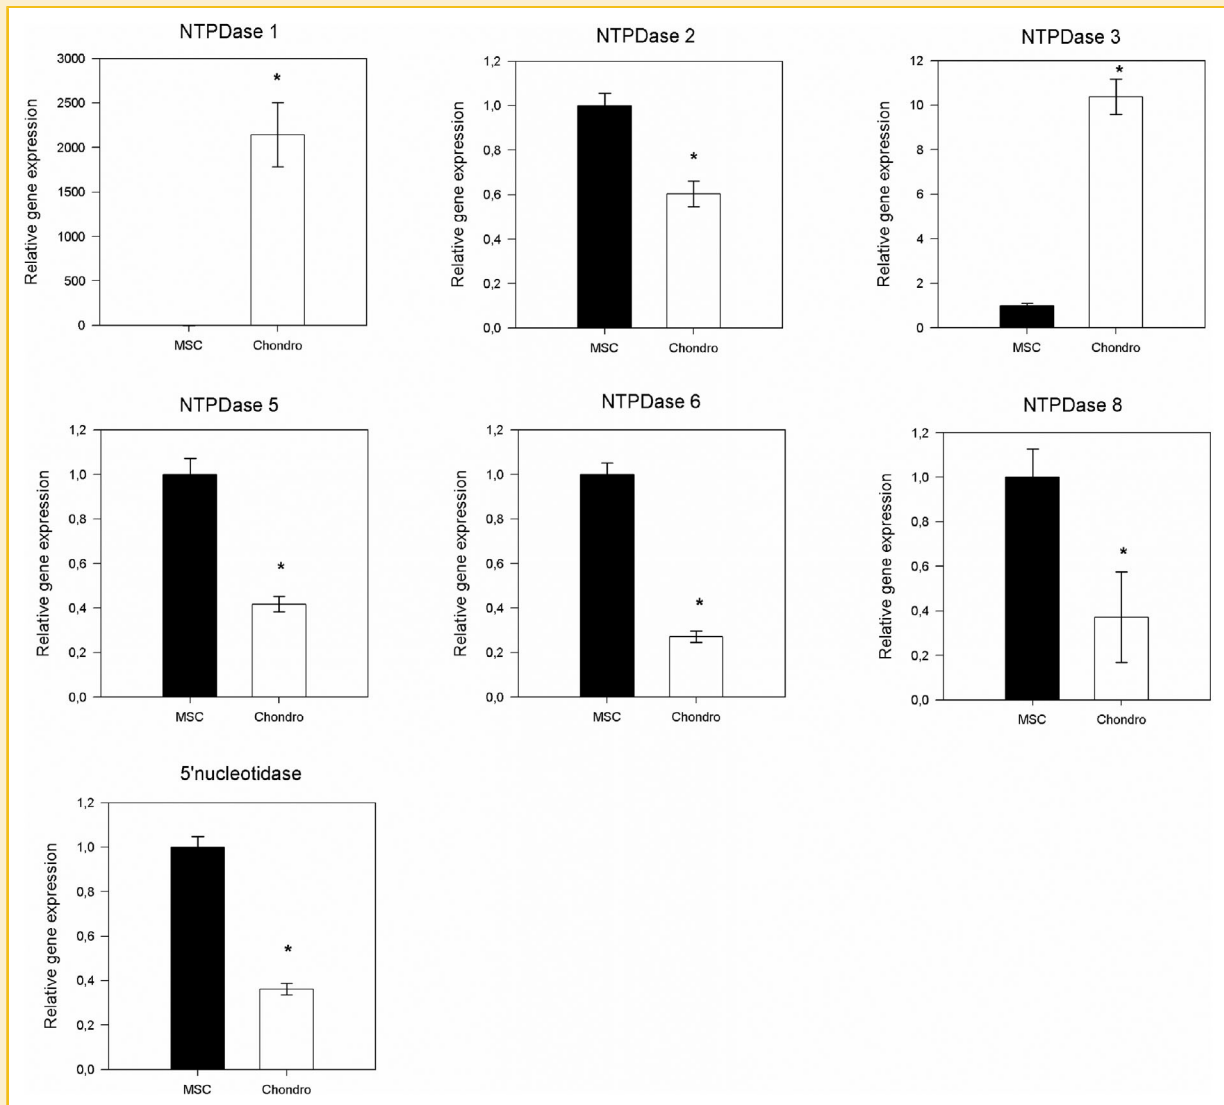 NTPDase 1
Relative gene expression
3000
2500
2000
1500
1000
500
0
*
MSC Chondro
NTPDase 2
Relative gene expression
1,2
1,0
0,8
0,6
0,4
0,2
0,0
*
MSC Chondro
NTPDase 3
Relative gene expression
12
10
8
6
4
2
0
*
MSC Chondro
NTPDase 5
Relative gene expression
1,2
1,0
0,8
0,6
0,4
0,2
0,0
*
MSC Chondro
NTPDase 6
Relative gene expression
1,2
1,0
0,8
0,6
0,4
0,2
0,0
*
MSC Chondro
NTPDase 8
Relative gene expression
1,2
1,0
0,8
0,6
0,4
0,2
0,0
*
MSC Chondro
5'nucleotidase
Relative gene expression
1,2
1,0
0,8
0,6
0,4
0,2
0,0
*
MSC Chondro